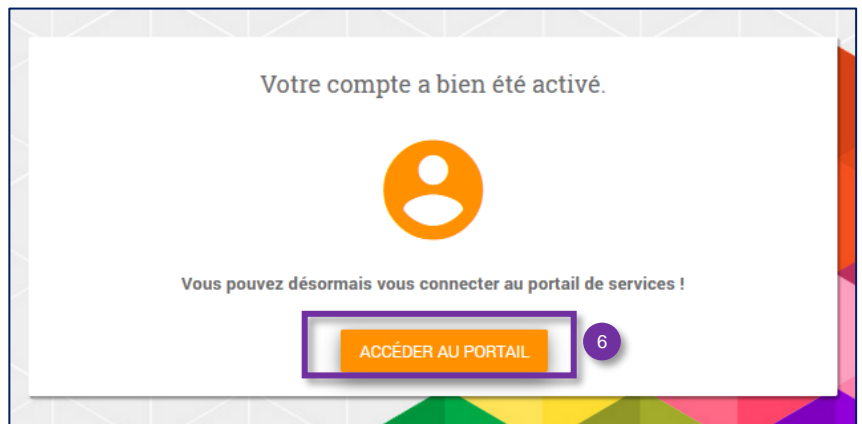 Votre compte a bien été activé.
Vous pouvez désormais vous connecter au portail de services !
ACCÉDER AU PORTAIL
6